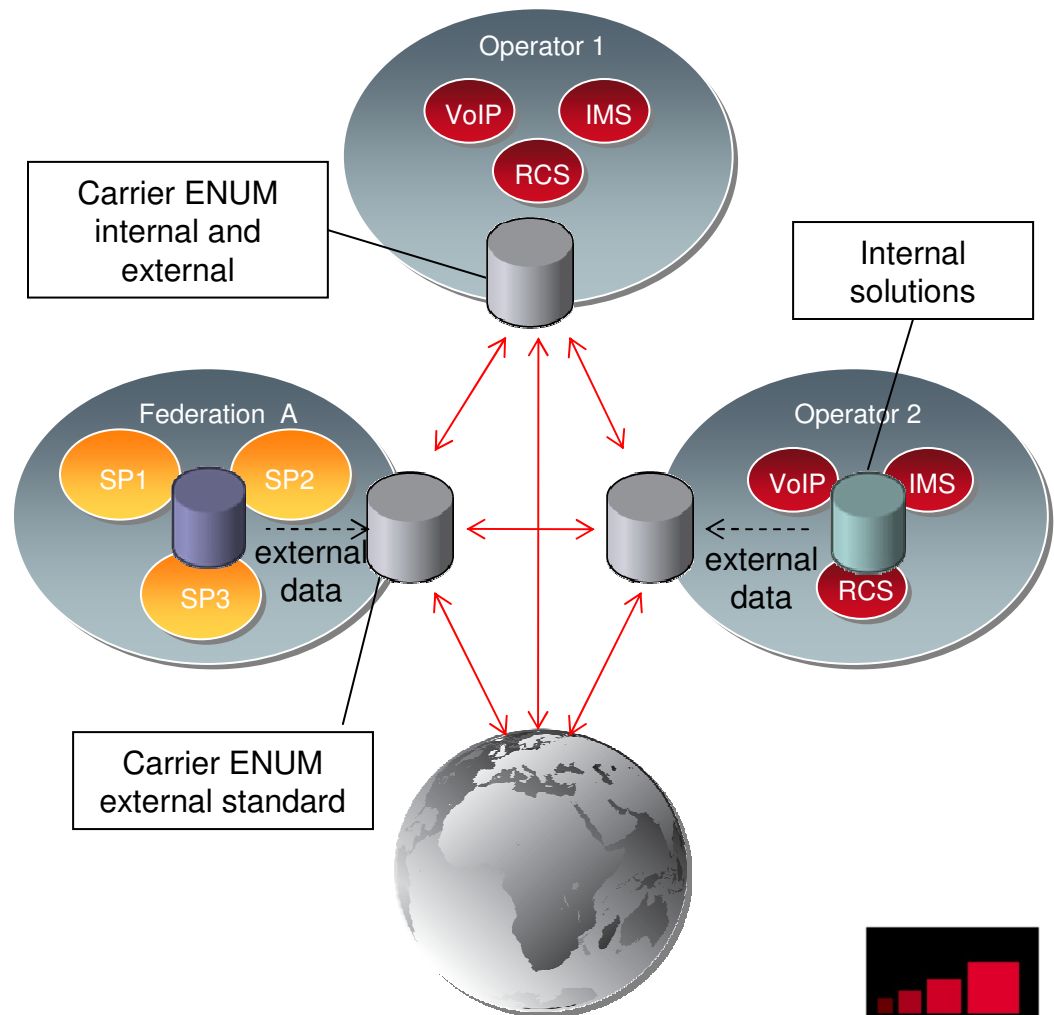 Operator 1
VoIP
IMS
RCS
Carrier ENUM
internal and
external
Internal
solutions
Federation A
SP1
SP2
SP3
external
data
Operator 2
VoIP
IMS
RCS
external
data
Carrier ENUM
external standard